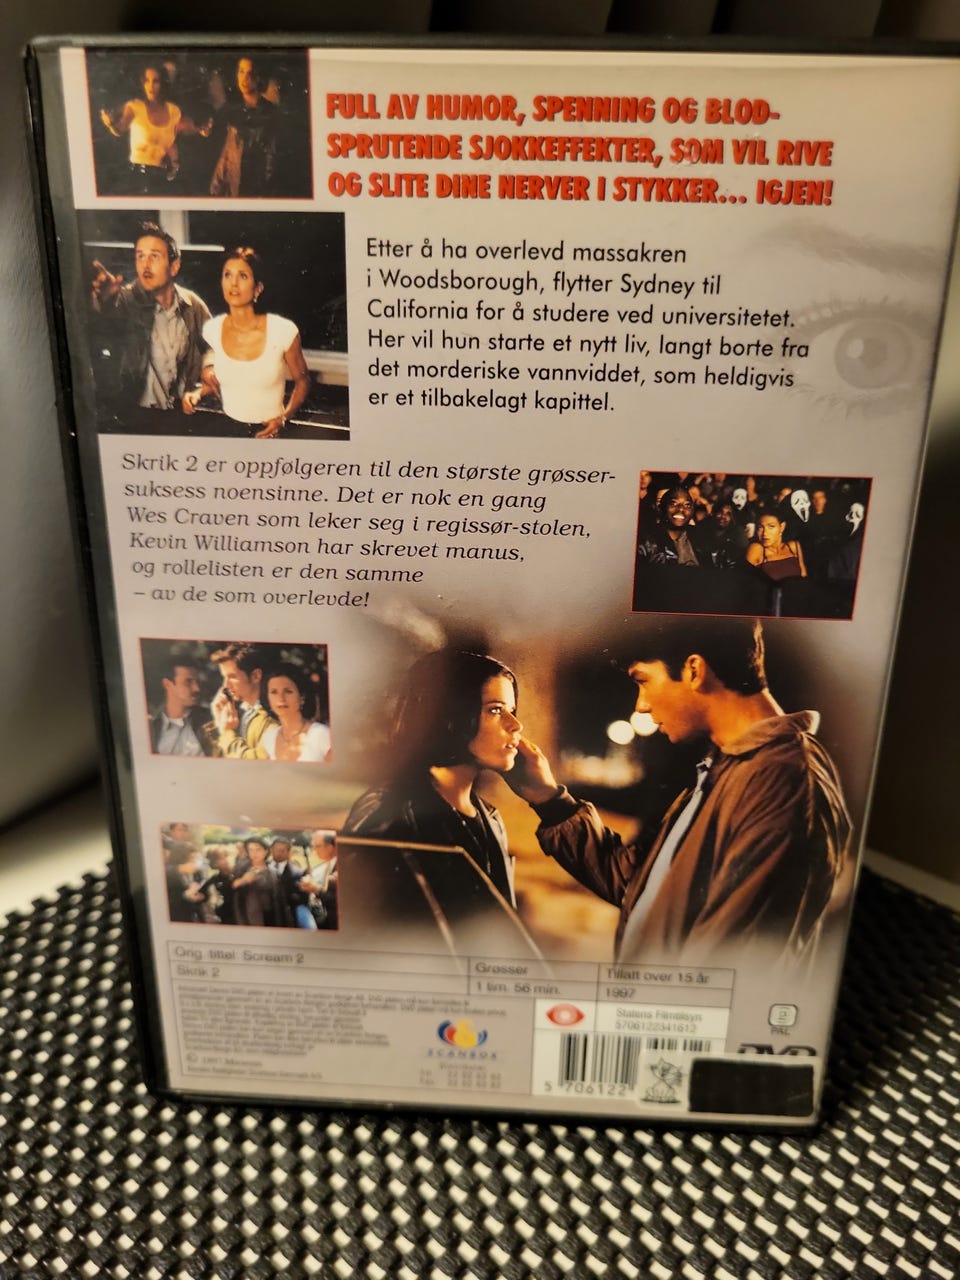 FULL AV HUMOR, SPENNING OG BLOD-
SPRUTENDE SJOKKEFFEKTER, SOM VIL RIVE
OG SLITE DINE NERVER I STYKKER... IGJEN!
Etter å ha overlevd massakren
i Woodsborough, flytter Sydney til
California for å studere ved universitetet.
Her vil hun starte et nytt liv, langt borte fra
det morderiske vannviddet, som heldigvis
er et tilbakelagt kapittel.
Skrik 2 er oppfølgeren til den største grøsser-
suksess noensinne. Det er nok en gang
Wes Craven som leker seg i regissør-stolen,
Kevin Williamson har skrevet manus,
og rollelisten er den samme
– av de som overlevde!
Orig. tittel Scream 2
Skrik 2
Grøsser
1 tim. 56 min.
Tillatt over 15 år
1997
Statens Filmtilsyn
5706122341612
SCANBOX
2
PAL
DVD
5 706122